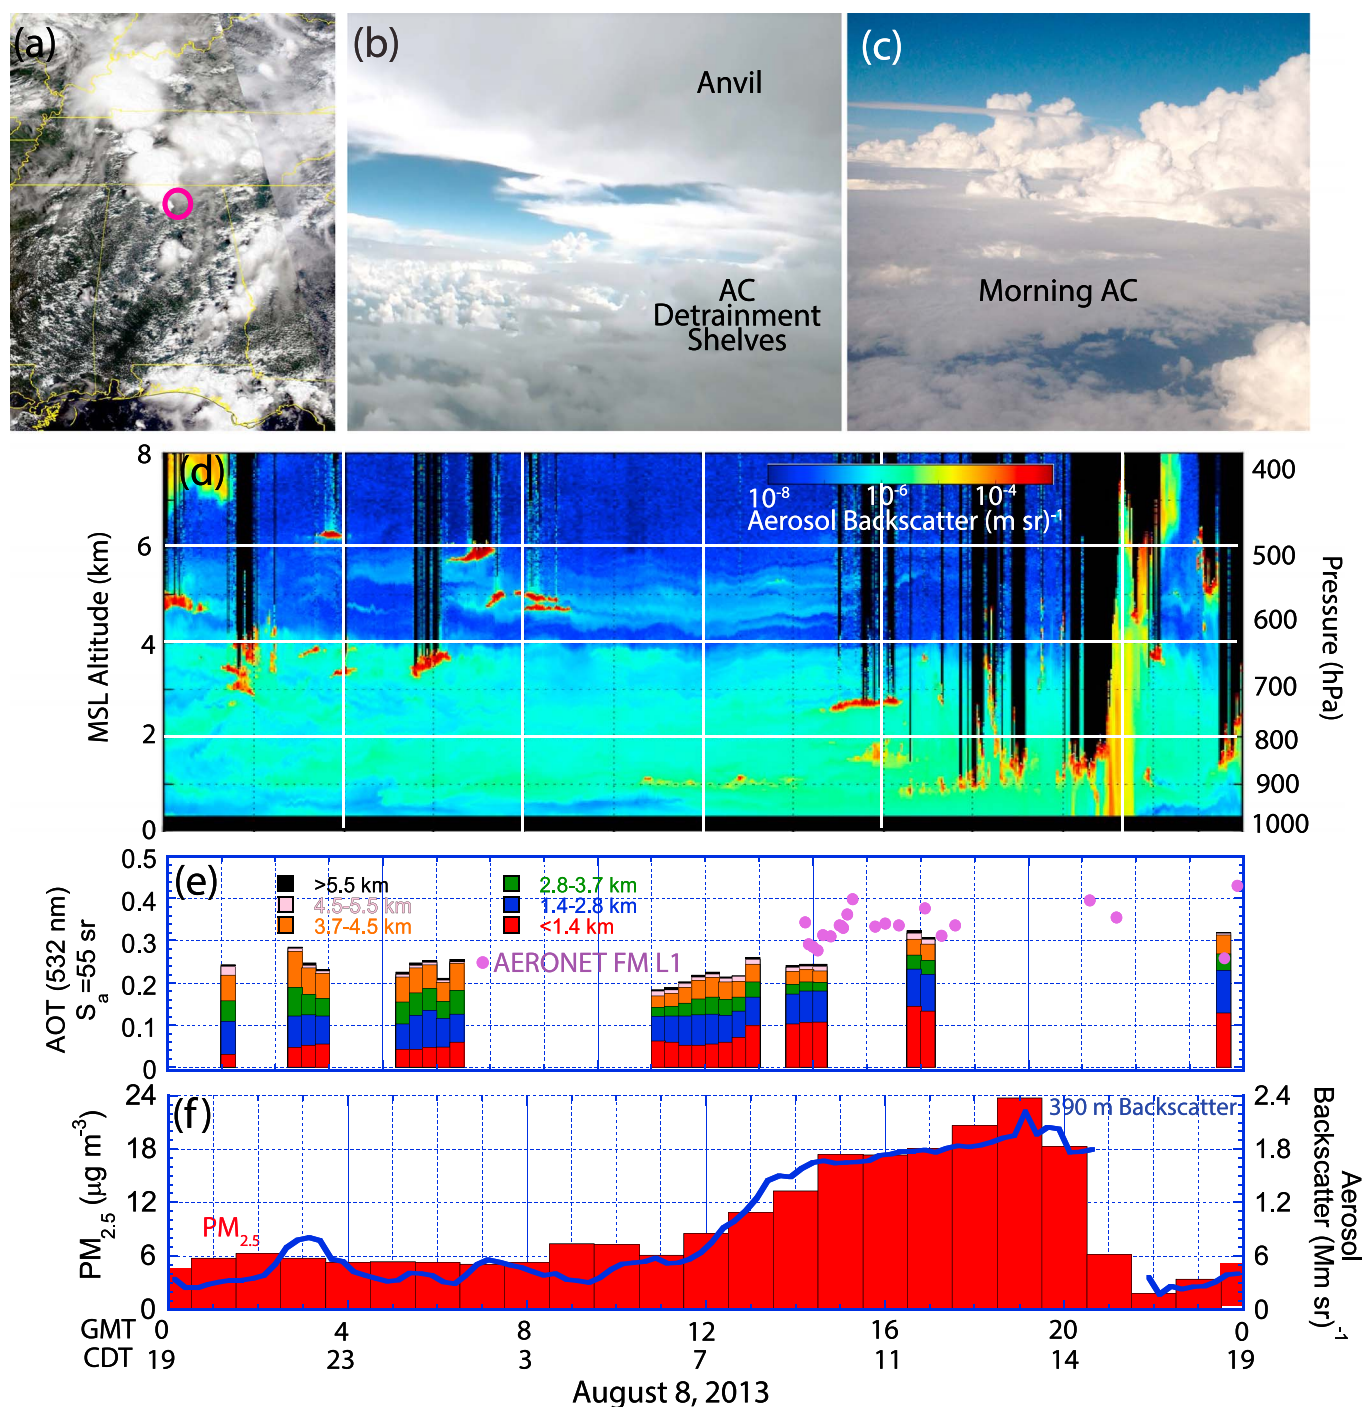 (a)
(b)
Anvil
AC
Detrainment
Shelves
(c)
Morning AC
(d)
8
6
4
2
0
MSL Altitude (km)
10-8
10-6
10-4
Aerosol Backscatter (m sr)-1
400
500
600
700
800
900
1000
Pressure (hPa)
(e)
0.5
0.4
0.3
0.2
0.1
0
AOT (532 nm)
Sa=55 sr
>5.5 km
4.5-5.5 km
3.7-4.5 km
2.8-3.7 km
1.4-2.8 km
<1.4 km
AERONET FM L1
(f)
24
18
12
6
0
PM2.5 (µg m-3)
PM2.5
390 m Backscatter
2.4
1.8
1.2
6
0
Aerosol
Backscatter (Mm sr)-1
GMT 0 4 8 12 16 20 0
CDT 19 23 3 7 11 14 19
August 8, 2013